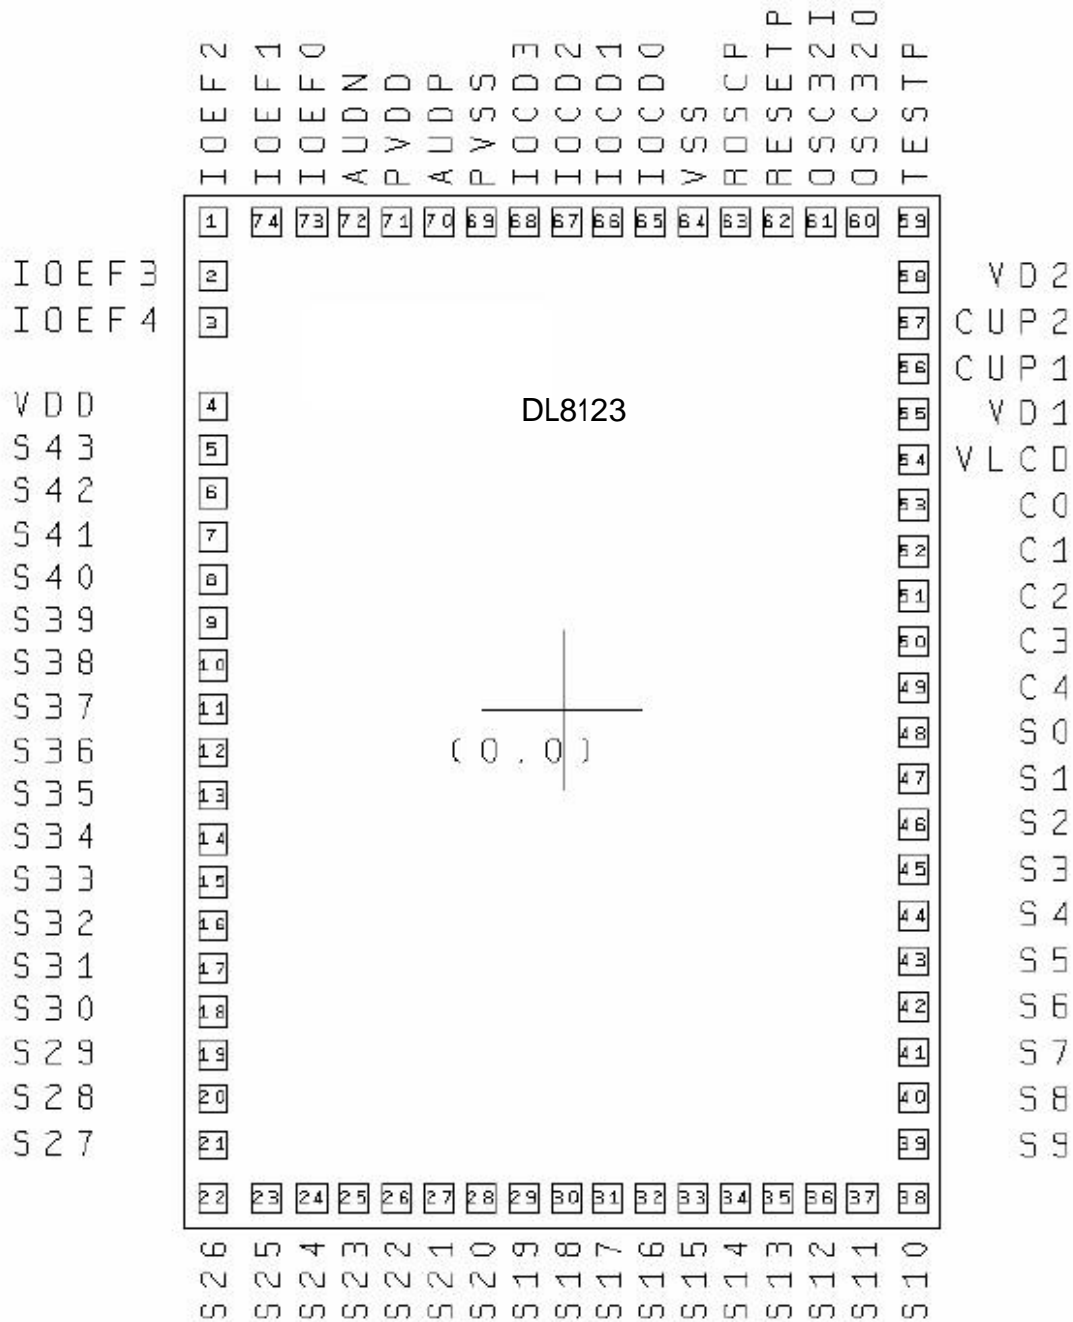 IOEF2
IOEF1
IOEF0
AUDN
PVDD
AUDP
PVSS
IOCD3
IOCD2
IOCD1
IOCD0
VSS
ROSCP
RESETP
OSC32I
OSC32O
TESTP
1 74 73 72 71 70 69 68 67 66 65 64 63 62 61 60 59
IOEF3 2 58 VD2
IOEF4 3 57 CUP2
56 CUP1
VDD 4 DL8123 55 VD1
S43 5 54 VLCD
S42 6 53 C0
S41 7 52 C1
S40 8 51 C2
S39 9 50 C3
S38 10 49 C4
S37 11 48 S0
S36 12 (0,0) 47 S1
S35 13 46 S2
S34 14 45 S3
S33 15 44 S4
S32 16 43 S5
S31 17 42 S6
S30 18 41 S7
S29 19 40 S8
S28 20 39 S9
S27 21
22 23 24 25 26 27 28 29 30 31 32 33 34 35 36 37 38
S26
S25
S24
S23
S22
S21
S20
S19
S18
S17
S16
S15
S14
S13
S12
S11
S10